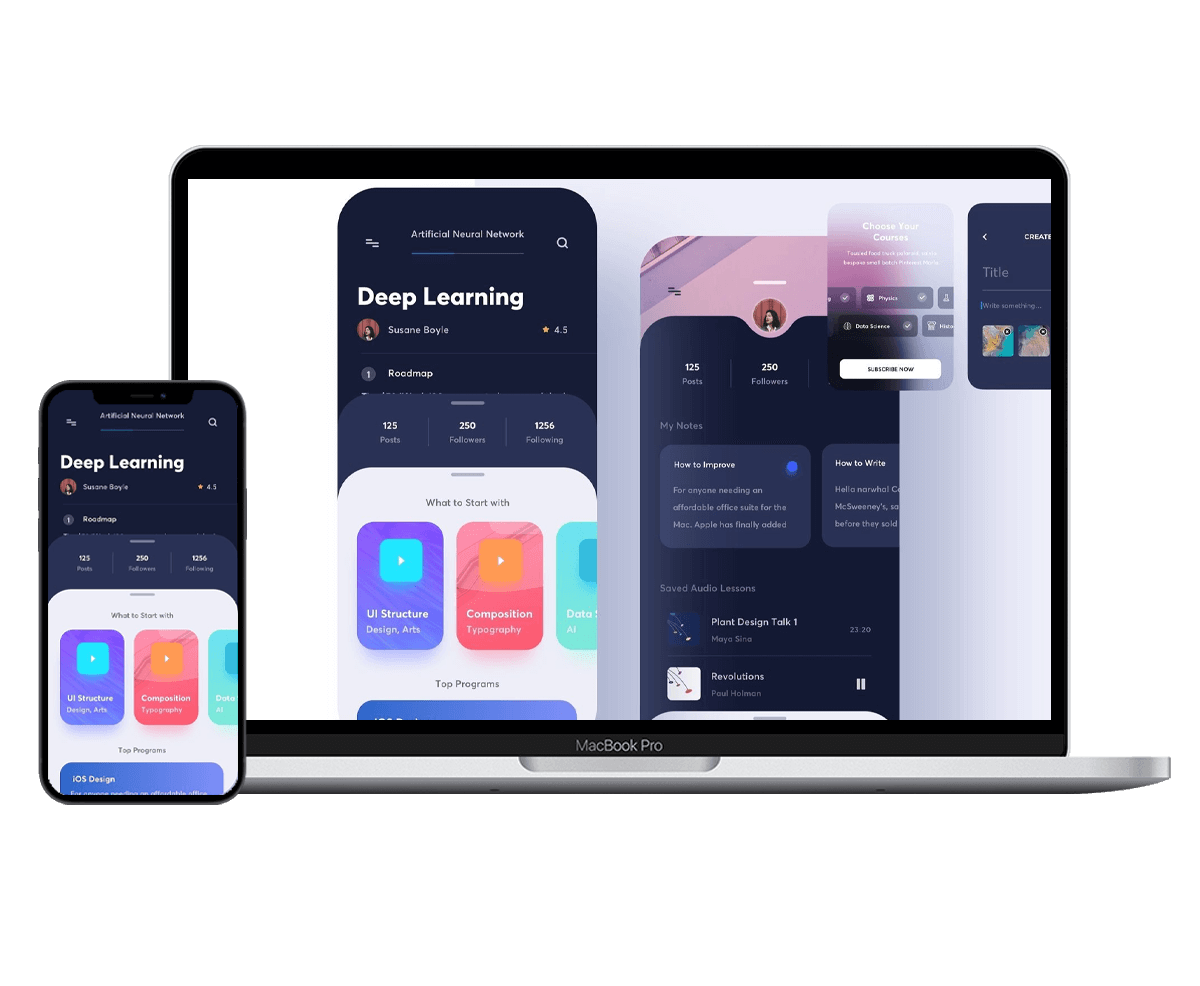 Artificial Neural Network
Deep Learning
Susane Boyle
4.5
1
Roadmap
125
Posts
250
Followers
1256
Following
What to Start with
UI Structure
Design, Arts
Composition
Typography
Data
AI
Top Programs
iOS Design
125
Posts
250
Followers
My Notes
How to Improve
For anyone needing an
affordable office suite for the
Mac. Apple has finally added
How to Write
Hella narwhal Co
McSweeney's, sa
before they sold
Saved Audio Lessons
Plant Design Talk 1
Maya Sina
23:20
Revolutions
Paul Holman
Choose Your
Courses
Physics
Data Science
Histo
SUBSCRIBE NOW
CREATE
Title
Write something...
MacBook Pro
Artificial Neural Network
Deep Learning
Susane Boyle
4.5
1
Roadmap
125
Posts
250
Followers
1256
Following
What to Start with
UI Structure
Design, Arts
Composition
Typography
Data
Top Programs
iOS Design
For anyone needing an affordable office